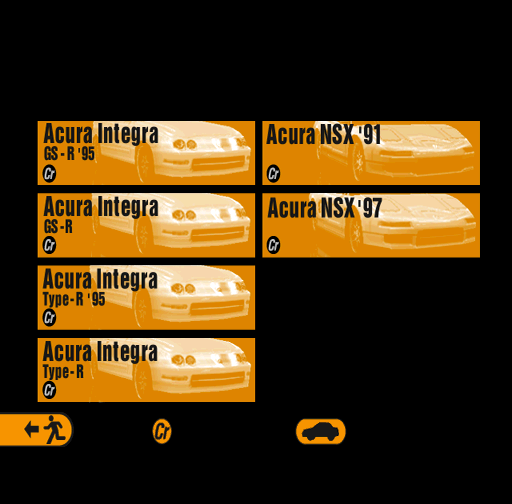 Acura Integra
GS-R '95
Cr
Acura Integra
GS-R
Cr
Acura Integra
Type-R '95
Cr
Acura Integra
Type-R
Cr
Acura NSX '91
Cr
Acura NSX '97
Cr
Cr